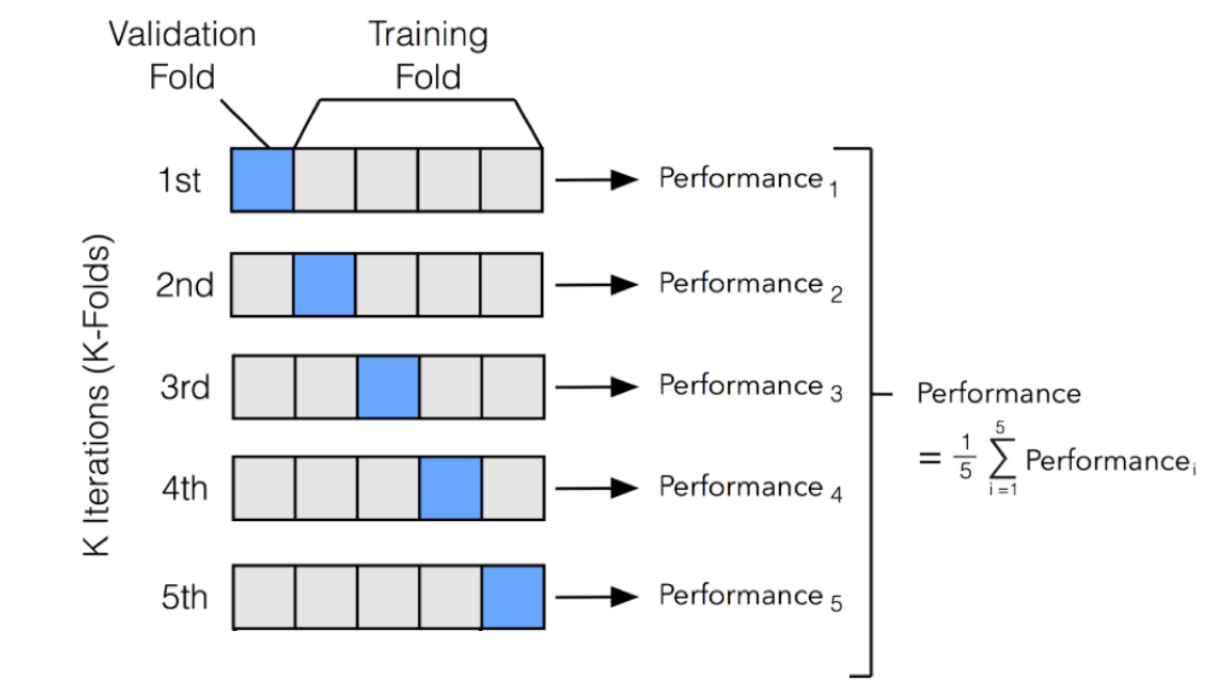 Validation
Fold
Training
Fold
K Iterations (K-Folds)
1st
Performance 1
2nd
Performance 2
3rd
Performance 3
4th
Performance 4
5th
Performance 5
Performance
= 1/5 5 ∑ i=1 Performance i